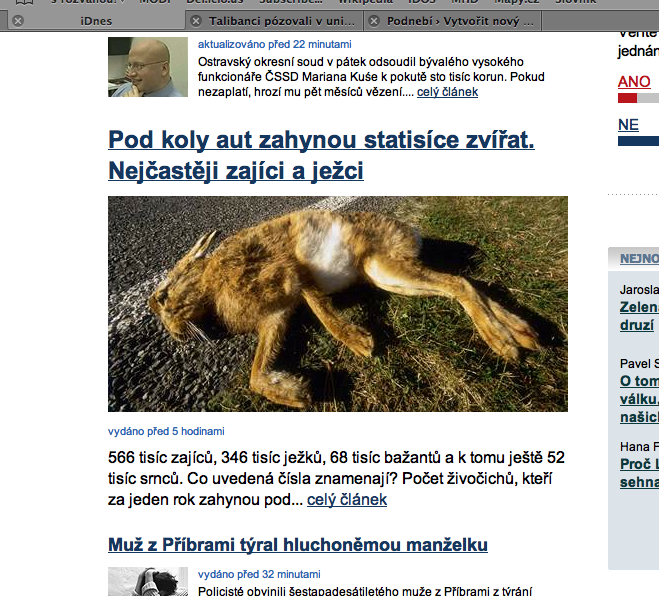 iDnes
Talibanci pózovali v uni...
Podnebí › Vytvořit nový ...
aktualizováno před 22 minutami
Ostravský okresní soud v pátek odsoudil bývalého vysokého
funkcionáře ČSSD Mariana Kuše k pokutě sto tisíc korun. Pokud
nezaplatí, hrozí mu pět měsíců vězení.... celý článek
Pod koly aut zahynou statisíce zvířat.
Nejčastěji zajíci a ježci
vydáno před 5 hodinami
566 tisíc zajíců, 346 tisíc ježků, 68 tisíc bažantů a k tomu ještě 52
tisíc srnců. Co uvedená čísla znamenají? Počet živočichů, kteří
za jeden rok zahynou pod... celý článek
Muž z Příbrami týral hluchoněmou manželku
vydáno před 32 minutami
Policisté obvinili šestapadesátiletého muže z Příbrami z týrání
jednán
ANO
NE
NEJNO
Jarosla
Zelena
druzí
Pavel S
O tom
válku,
našich
Hana F
Proč L
sehna